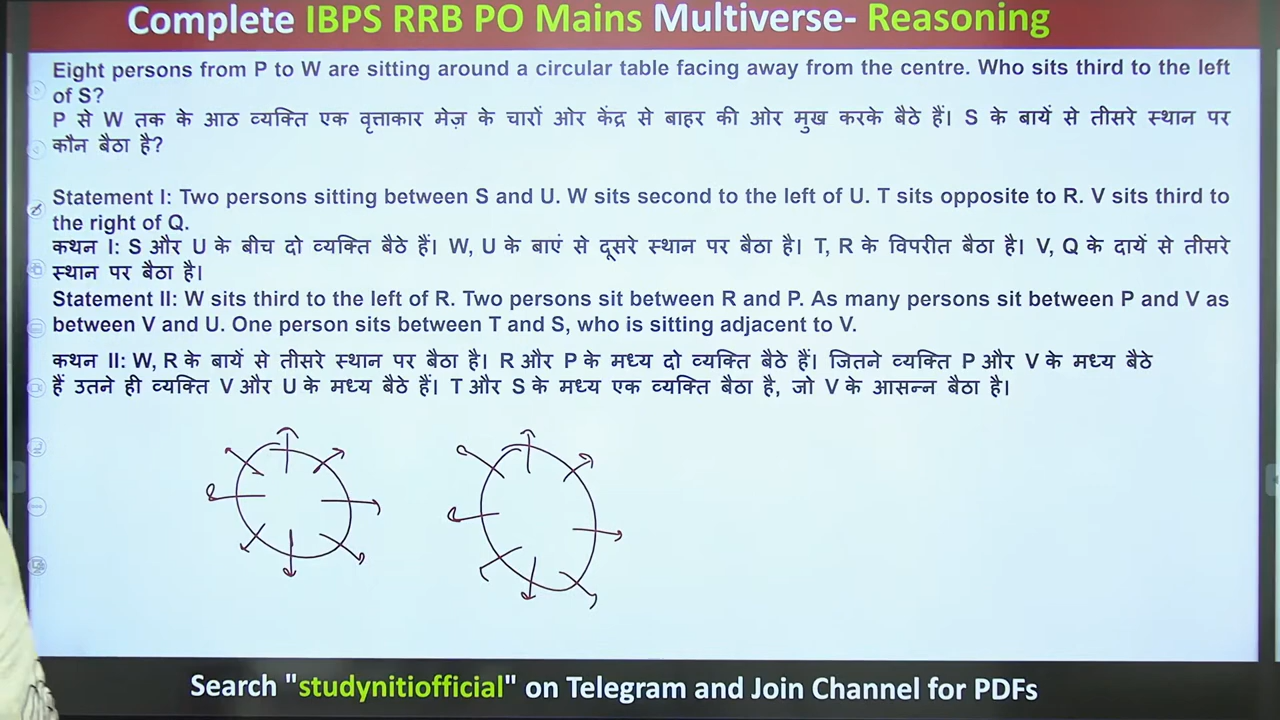 Complete IBPS RRB PO Mains Multiverse- Reasoning
Eight persons from P to W are sitting around a circular table facing away from the centre. Who sits third to the left
of S?
P से W तक के आठ व्यक्ति एक वृत्ताकार मेज़ के चारों ओर केंद्र से बाहर की ओर मुख करके बैठे हैं। S के बायें से तीसरे स्थान पर
कौन बैठा है?
Statement I: Two persons sitting between S and U. W sits second to the left of U. T sits opposite to R. V sits third to
the right of Q.
कथन I: S और U के बीच दो व्यक्ति बैठे हैं। W, U के बाएं से दूसरे स्थान पर बैठा है। T, R के विपरीत बैठा है। V, Q के दायें से तीसरे
स्थान पर बैठा है।
Statement II: W sits third to the left of R. Two persons sit between R and P. As many persons sit between P and V as
between V and U. One person sits between T and S, who is sitting adjacent to V.
कथन II: W, R के बायें से तीसरे स्थान पर बैठा है। R और P के मध्य दो व्यक्ति बैठे हैं। जितने व्यक्ति P और V के मध्य बैठे
हैं उतने ही व्यक्ति V और U के मध्य बैठे हैं। T और S के मध्य एक व्यक्ति बैठा है, जो V के आसन्न बैठा है।
Search "studynitiofficial" on Telegram and Join Channel for PDFs